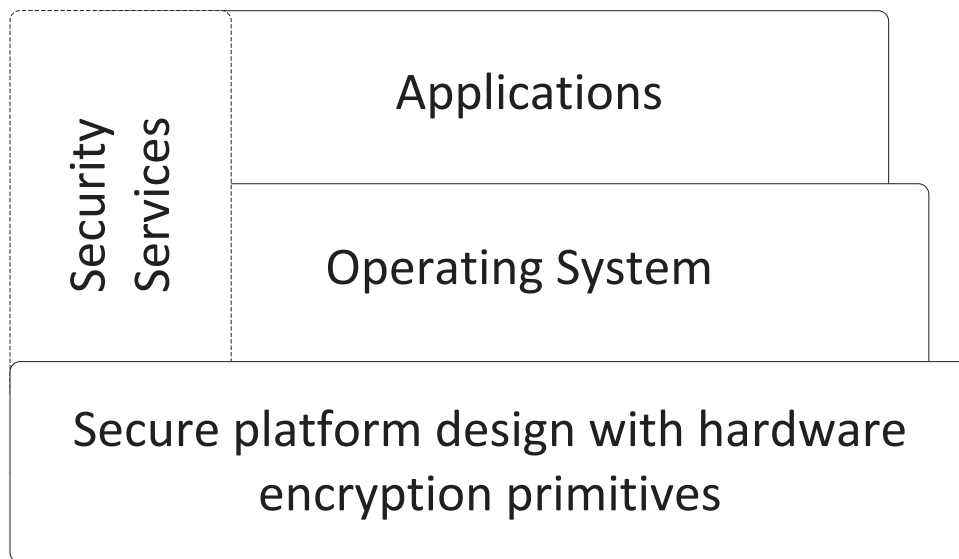 Security
Services
Applications
Operating System
Secure platform design with hardware
encryption primitives